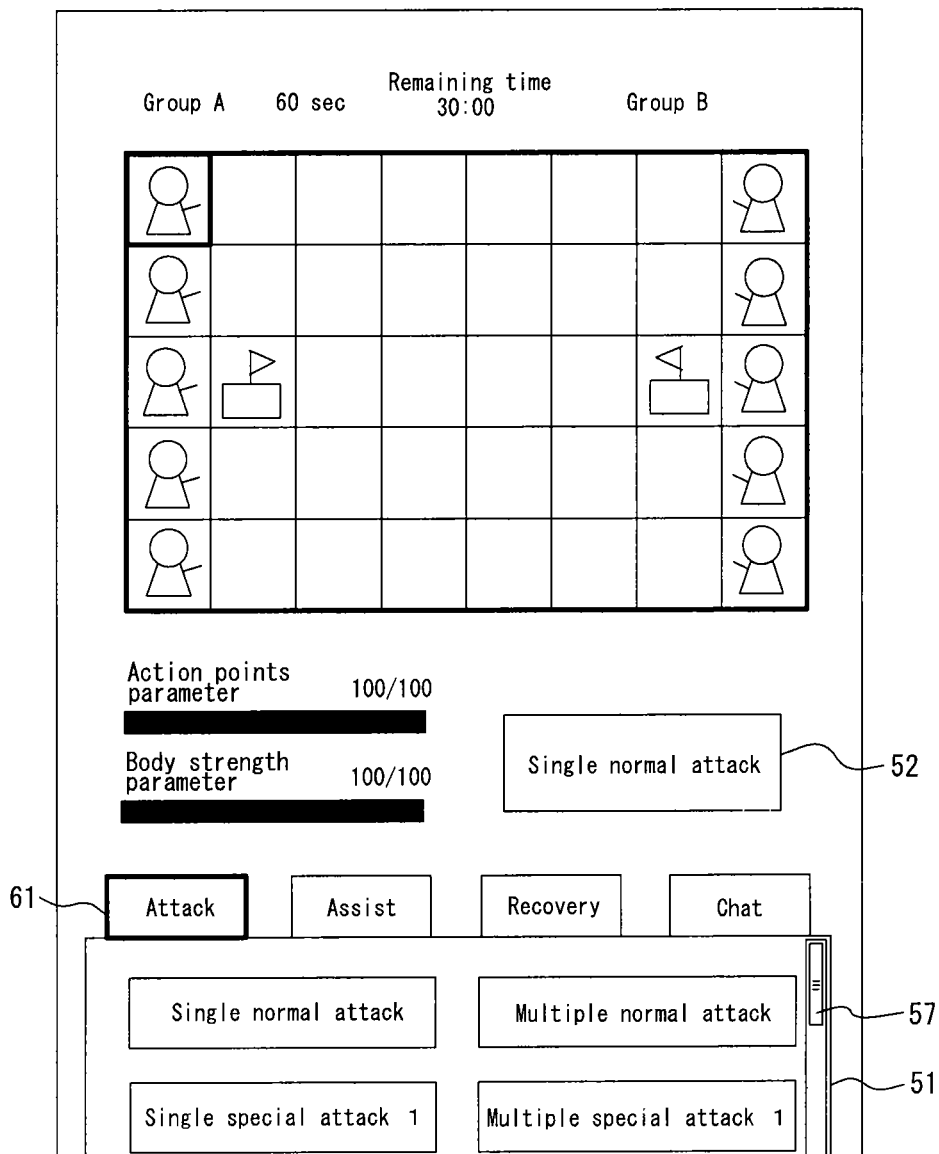 Remaining time
Group A 60 sec 30:00 Group B
Action points
parameter 100/100
Body strength
parameter 100/100
Single normal attack 52
61 Attack Assist Recovery Chat
Single normal attack Multiple normal attack 57
51
Single special attack 1 Multiple special attack 1